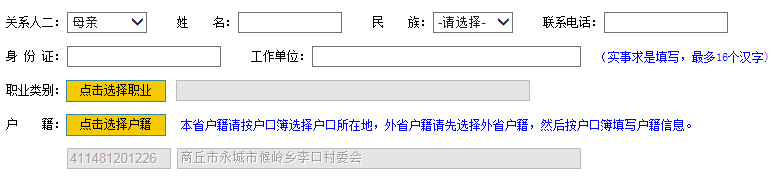 关系人二: 母亲 姓 名: 民 族: -请选择- 联系电话:
身 份 证: 工作单位: (实事求是填写，最多16个汉字)
职业类别: 点击选择职业
户 籍: 点击选择户籍 本省户籍请按户口簿选择户口所在地，外省户籍请先选择外省户籍，然后按户口簿填写户籍信息。
411481201226 商丘市永城市候岭乡李口村委会